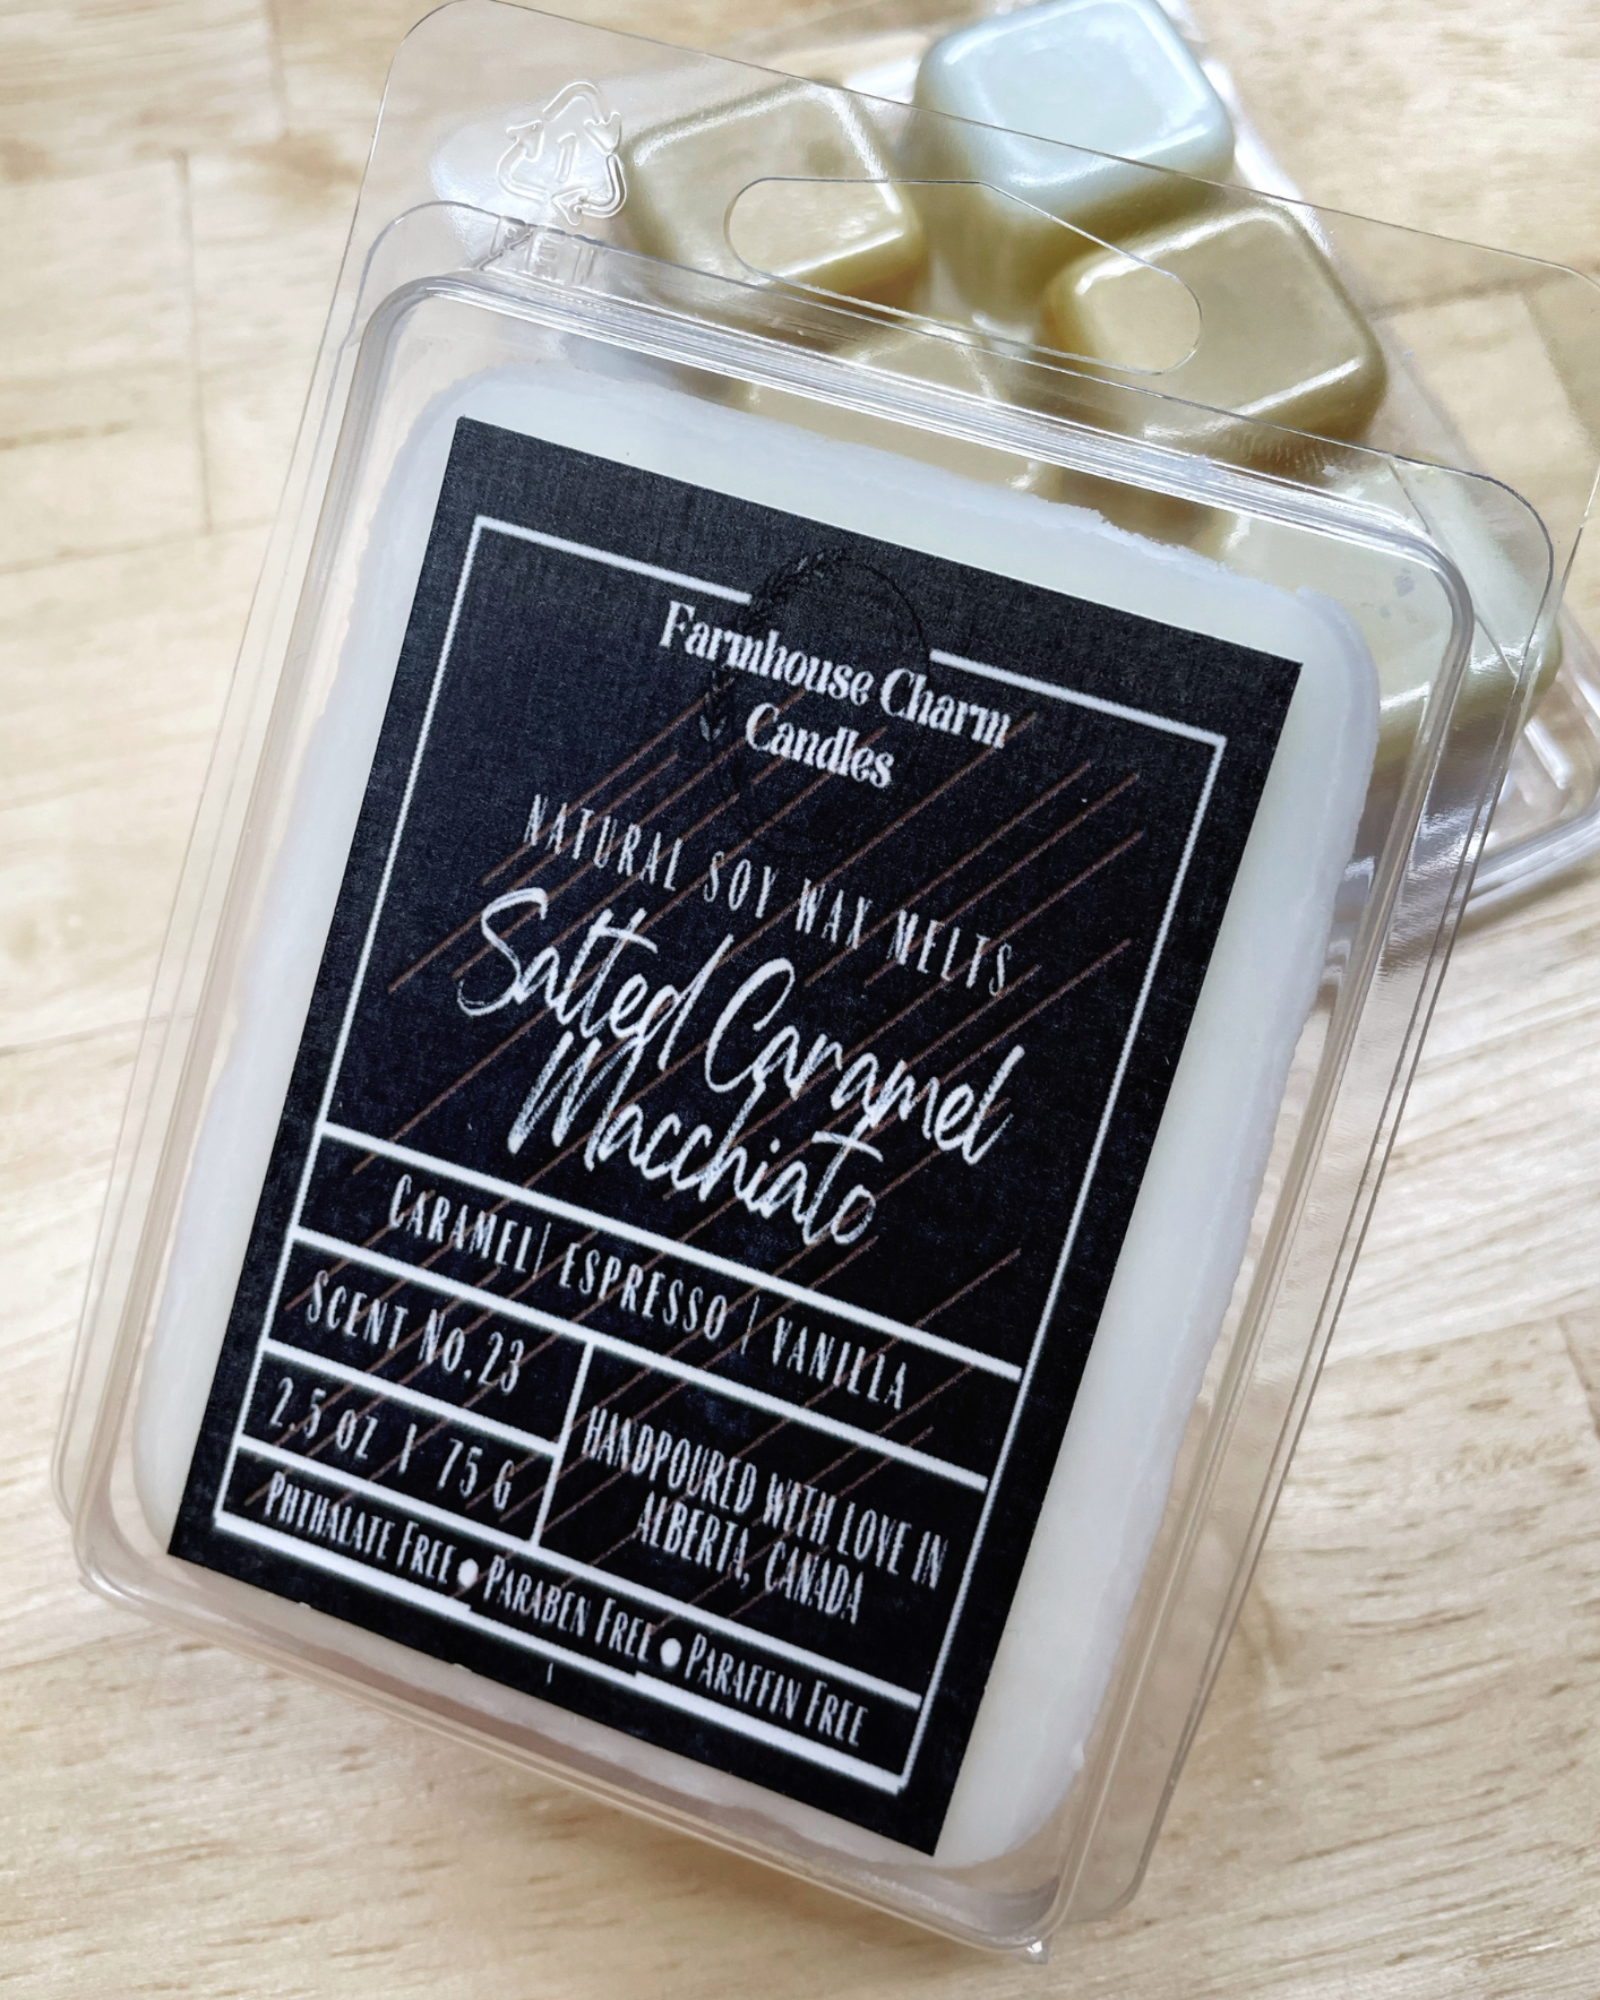 Farmhouse Charm
Candles
NATURAL SOY WAX MELTS
Salted Caramel
Macchiato
CARAMEL| ESPRESSO | VANILLA
SCENT NO.23
2.5 OZ | 75 G
HANDPOURED WITH LOVE IN
ALBERTA, CANADA
PHTHALATE FREE ● PARABEN FREE ● PARAFFIN FREE
1